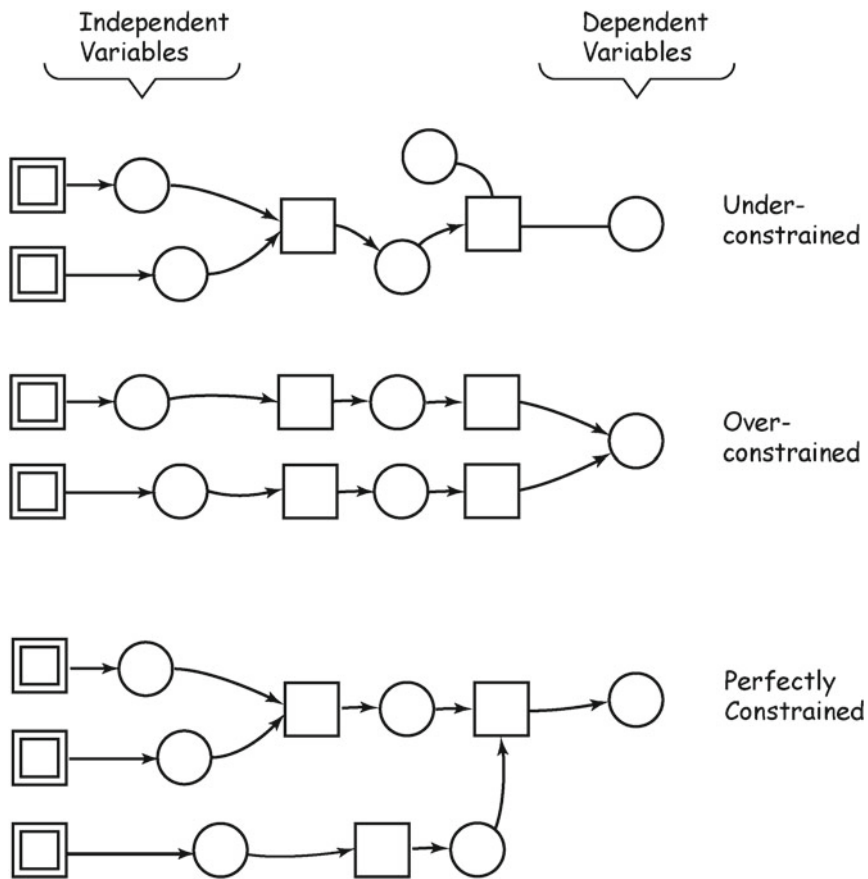 Independent
Variables
Dependent
Variables
Under-
constrained
Over-
constrained
Perfectly
Constrained